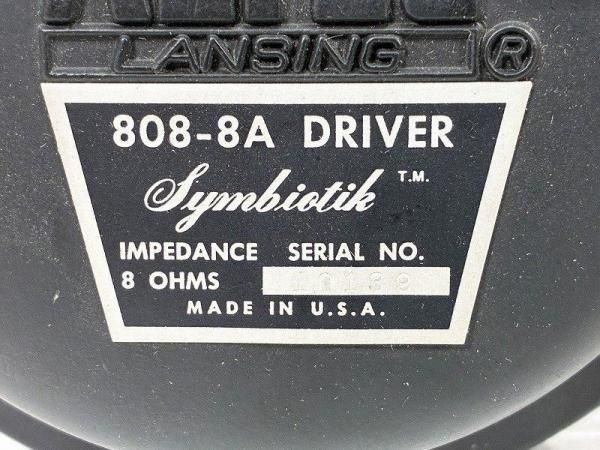 LANSING ®
808-8A DRIVER
Symbiotik T.M.
IMPEDANCE SERIAL NO.
8 OHMS
MADE IN U.S.A.